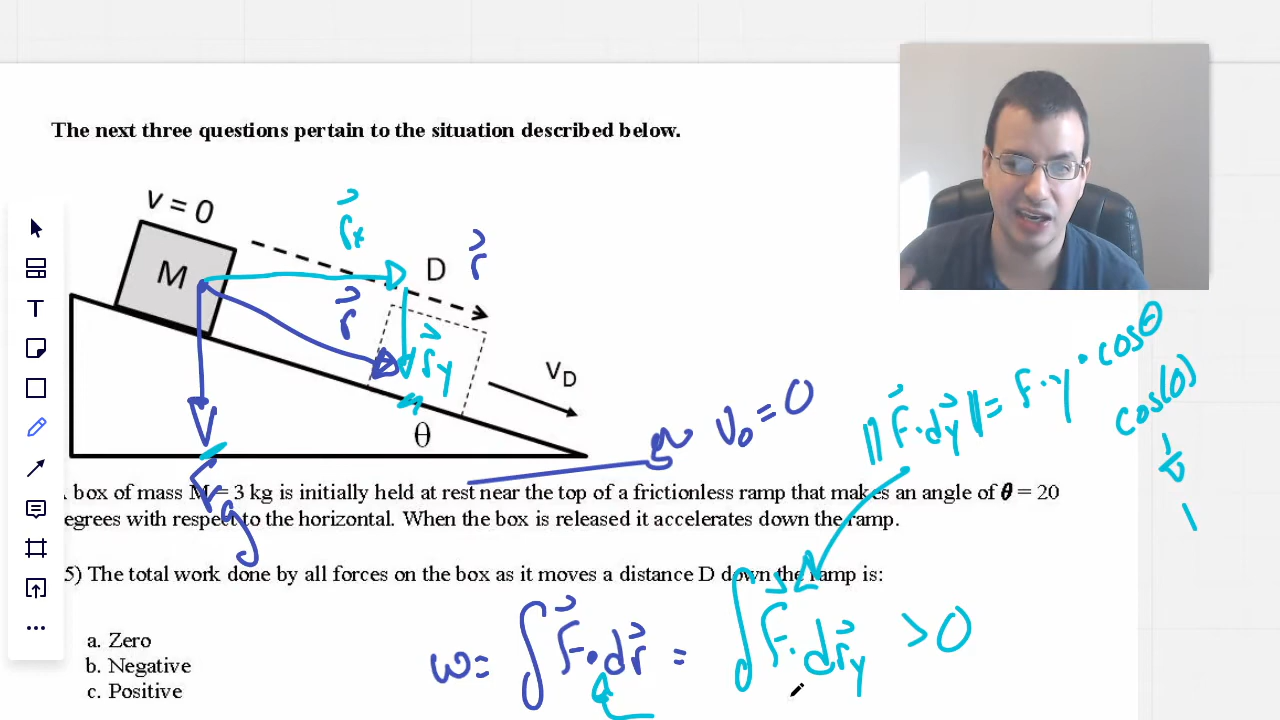 The next three questions pertain to the situation described below.
v = 0
M
r⃗x
D
r⃗
r⃗
r⃗y
vD
θ
Fg
v₀ = 0
||F⃗·dy⃗|| = F·y·cosθ
cos(0)
1
box of mass M = 3 kg is initially held at rest near the top of a frictionless ramp that makes an angle of θ = 20
egrees with respect to the horizontal. When the box is released it accelerates down the ramp.
5) The total work done by all forces on the box as it moves a distance D down the ramp is:
a. Zero
b. Negative
c. Positive
w = ∫F⃗·dr⃗ = ∫F⃗·dr⃗y > 0
T